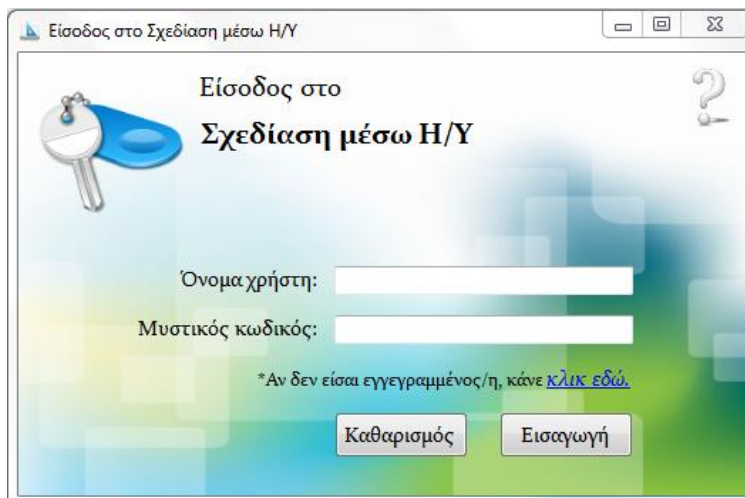 Είσοδος στο Σχεδίαση μέσω Η/Υ
Είσοδος στο
Σχεδίαση μέσω Η/Υ
Όνομα χρήστη:
Μυστικός κωδικός:
*Αν δεν είσαι εγγεγραμμένος/η, κάνε κλικ εδώ.
Καθαρισμός
Εισαγωγή